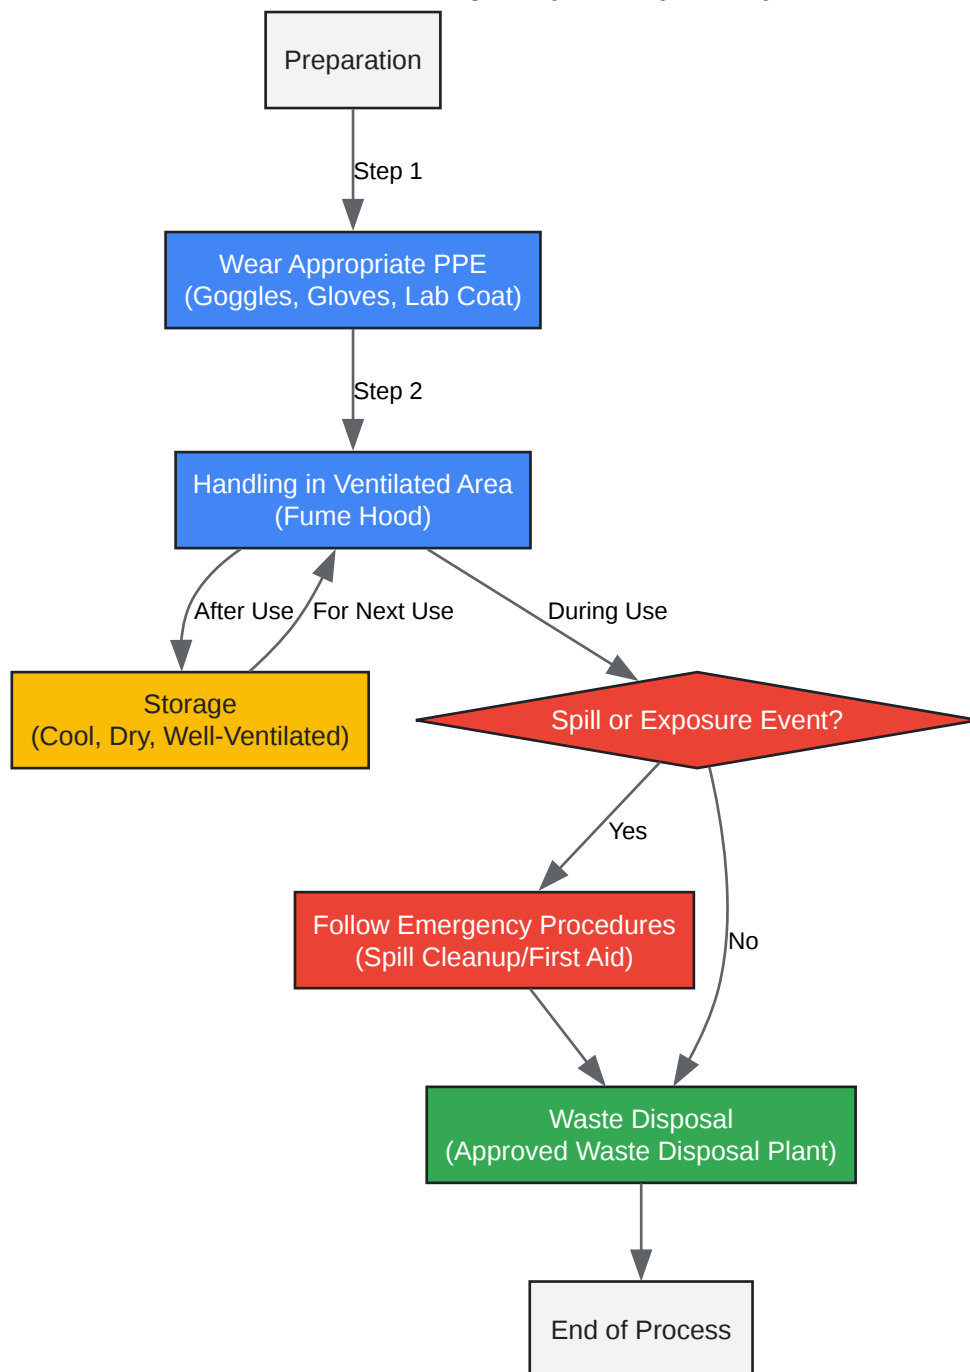 Preparation
Step 1
Wear Appropriate PPE
(Goggles, Gloves, Lab Coat)
Step 2
Handling in Ventilated Area
(Fume Hood)
After Use
For Next Use
During Use
Storage
(Cool, Dry, Well-Ventilated)
Spill or Exposure Event?
Yes
Follow Emergency Procedures
(Spill Cleanup/First Aid)
No
Waste Disposal
(Approved Waste Disposal Plant)
End of Process